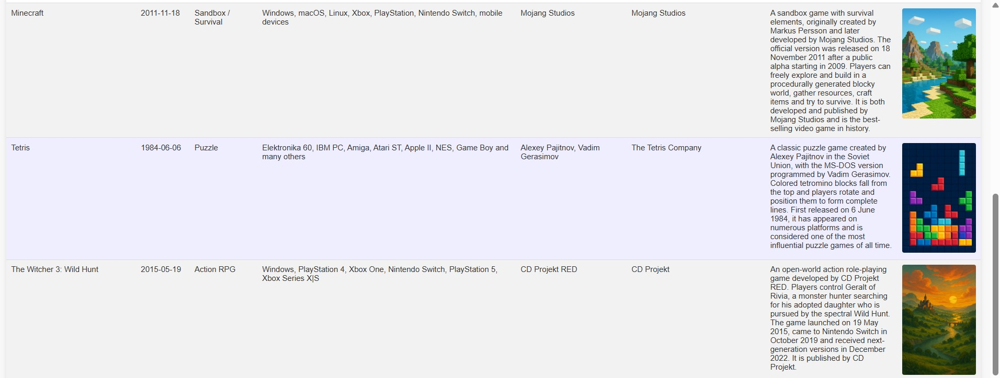 Minecraft
2011-11-18
Sandbox /
Survival
Windows, macOS, Linux, Xbox, PlayStation, Nintendo Switch, mobile
devices
Mojang Studios
Mojang Studios
A sandbox game with survival
elements, originally created by
Markus Persson and later
developed by Mojang Studios. The
official version was released on 18
November 2011 after a public
alpha starting in 2009. Players can
freely explore and build in a
procedurally generated blocky
world, gather resources, craft
items and try to survive. It is both
developed and published by
Mojang Studios and is the best-
selling video game in history.
Tetris
1984-06-06
Puzzle
Elektronika 60, IBM PC, Amiga, Atari ST, Apple II, NES, Game Boy and
many others
Alexey Pajitnov, Vadim
Gerasimov
The Tetris Company
A classic puzzle game created by
Alexey Pajitnov in the Soviet
Union, with the MS-DOS version
programmed by Vadim Gerasimov.
Colored tetromino blocks fall from
the top and players rotate and
position them to form complete
lines. First released on 6 June
1984, it has appeared on
numerous platforms and is
considered one of the most
influential puzzle games of all time.
The Witcher 3: Wild Hunt
2015-05-19
Action RPG
Windows, PlayStation 4, Xbox One, Nintendo Switch, PlayStation 5,
Xbox Series X|S
CD Projekt RED
CD Projekt
An open-world action role-playing
game developed by CD Projekt
RED. Players control Geralt of
Rivia, a monster hunter searching
for his adopted daughter who is
pursued by the spectral Wild Hunt.
The game launched on 19 May
2015, came to Nintendo Switch in
October 2019 and received next-
generation versions in December
2022. It is published by CD
Projekt.